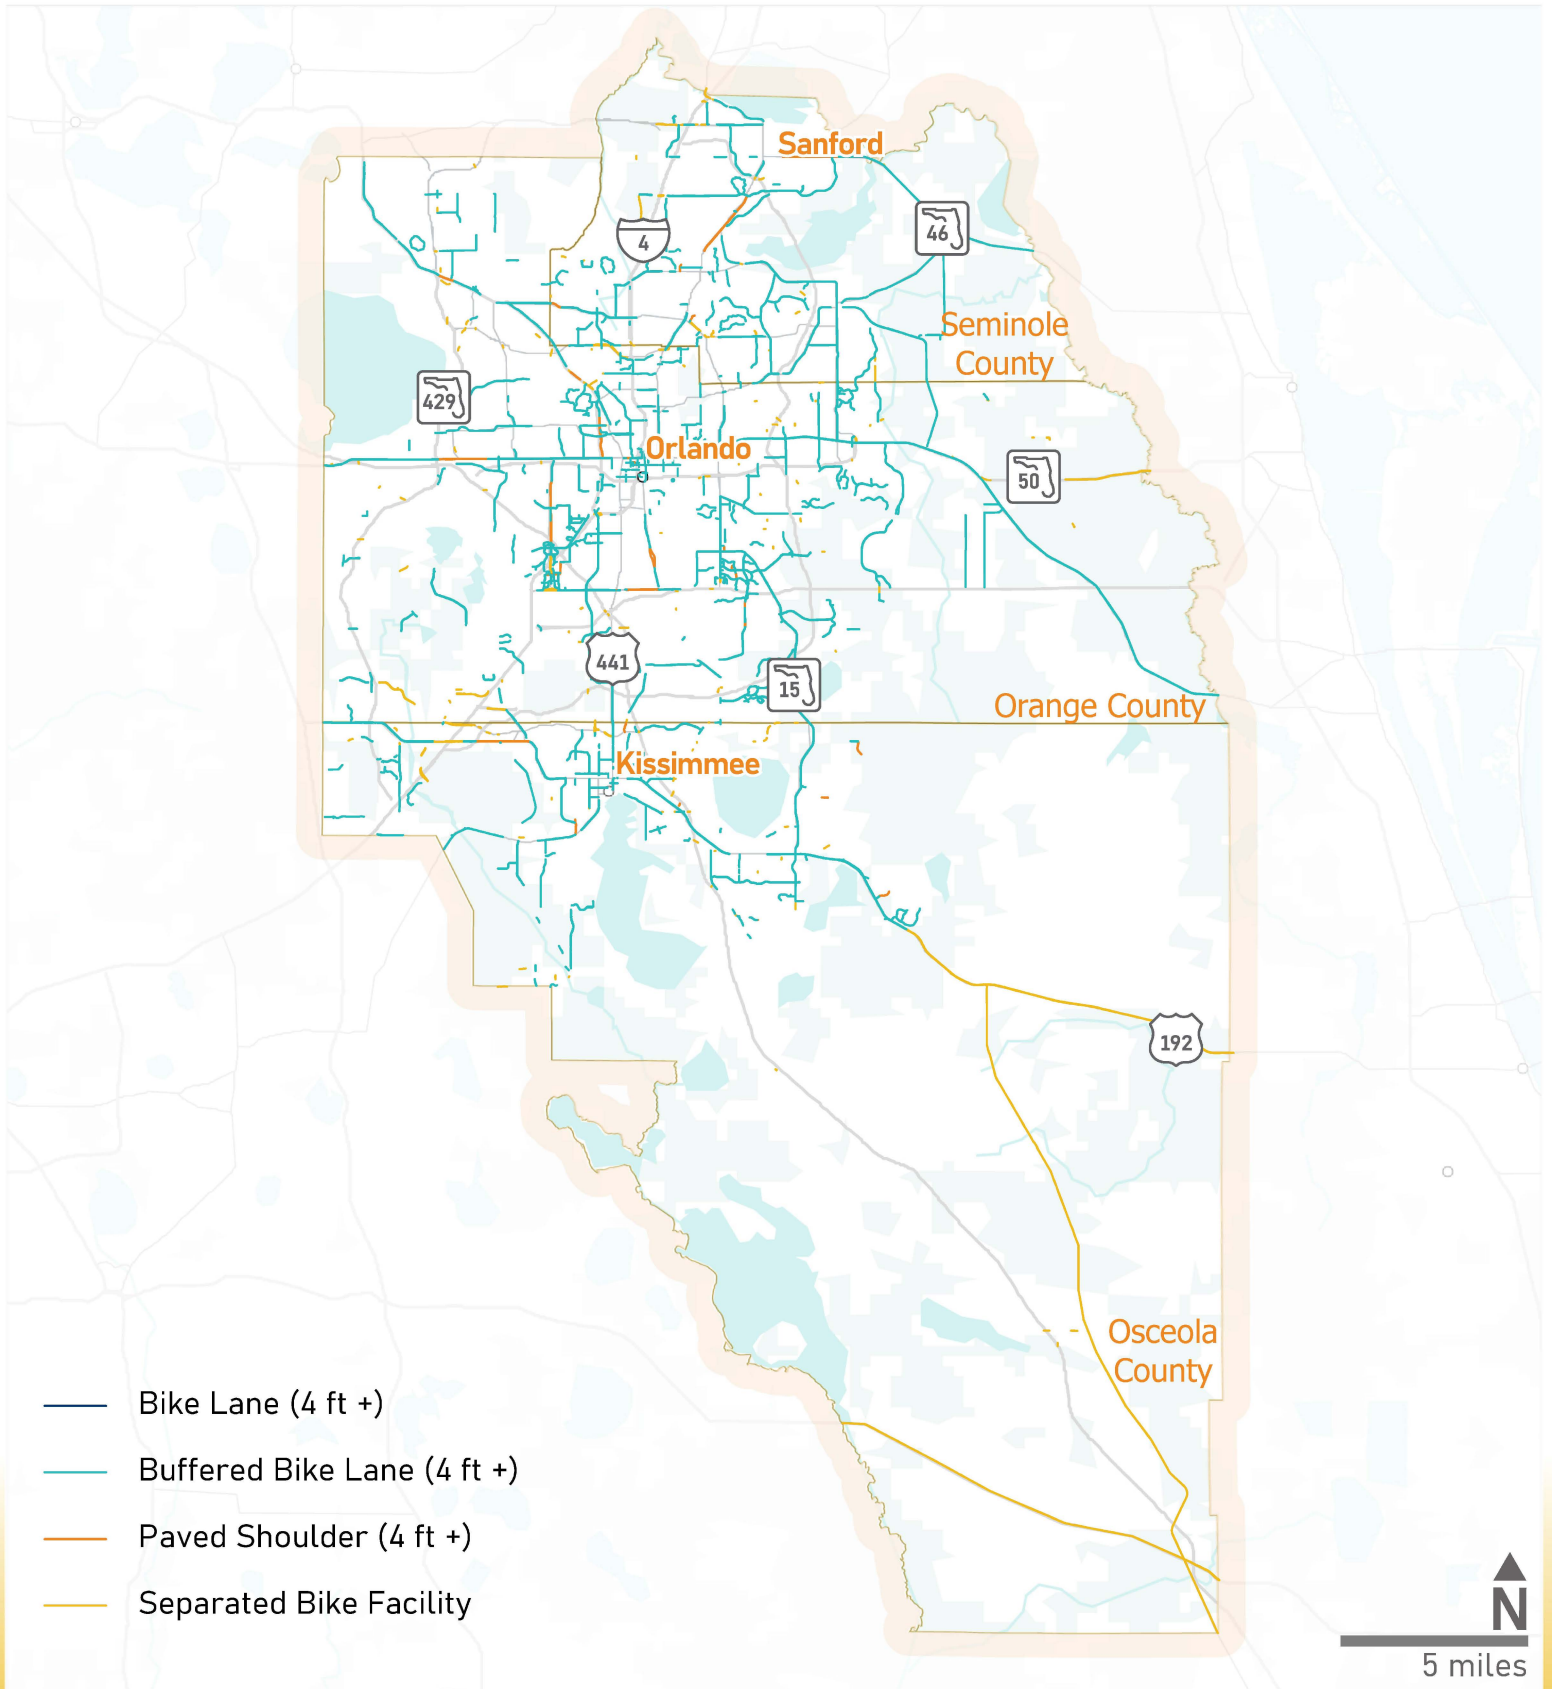 Sanford
46
4
Seminole
County
429
Orlando
50
441
15
Orange County
Kissimmee
192
Osceola
County
Bike Lane (4 ft +)
Buffered Bike Lane (4 ft +)
Paved Shoulder (4 ft +)
Separated Bike Facility
N
5 miles